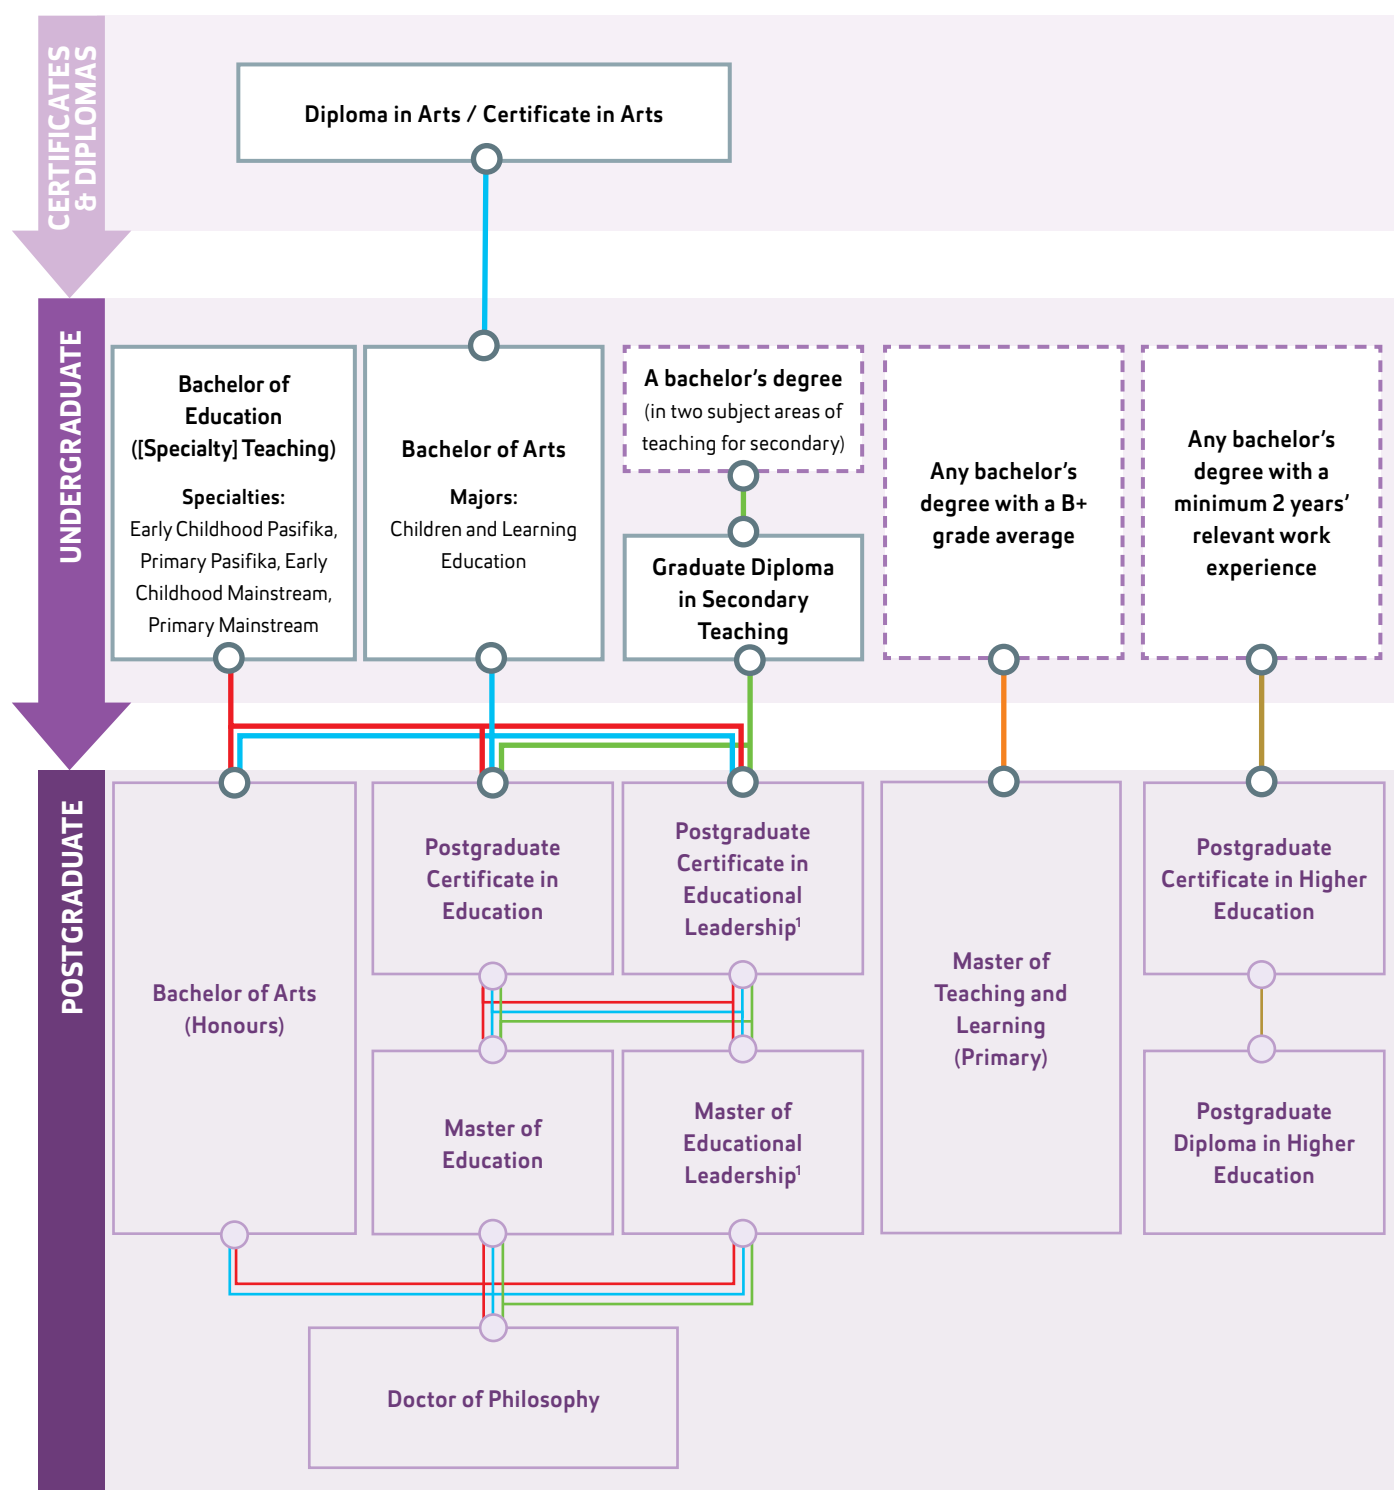 CERTIFICATES
& DIPLOMAS
Diploma in Arts / Certificate in Arts
UNDERGRADUATE
Bachelor of
Education
([Specialty] Teaching)
Specialties:
Early Childhood Pasifika,
Primary Pasifika, Early
Childhood Mainstream,
Primary Mainstream
Bachelor of Arts
Majors:
Children and Learning
Education
A bachelor's degree
(in two subject areas of
teaching for secondary)
Graduate Diploma
in Secondary
Teaching
Any bachelor's
degree with a B+
grade average
Any bachelor's
degree with a
minimum 2 years'
relevant work
experience
POSTGRADUATE
Bachelor of Arts
(Honours)
Postgraduate
Certificate in
Education
Postgraduate
Certificate in
Educational
Leadership¹
Master of
Education
Master of
Educational
Leadership¹
Master of
Teaching and
Learning
(Primary)
Postgraduate
Certificate in Higher
Education
Postgraduate
Diploma in Higher
Education
Doctor of Philosophy